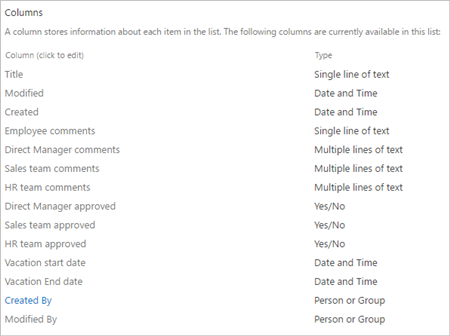 Columns
A column stores information about each item in the list. The following columns are currently available in this list:
Column (click to edit) Type
Title Single line of text
Modified Date and Time
Created Date and Time
Employee comments Single line of text
Direct Manager comments Multiple lines of text
Sales team comments Multiple lines of text
HR team comments Multiple lines of text
Direct Manager approved Yes/No
Sales team approved Yes/No
HR team approved Yes/No
Vacation start date Date and Time
Vacation End date Date and Time
Created By Person or Group
Modified By Person or Group